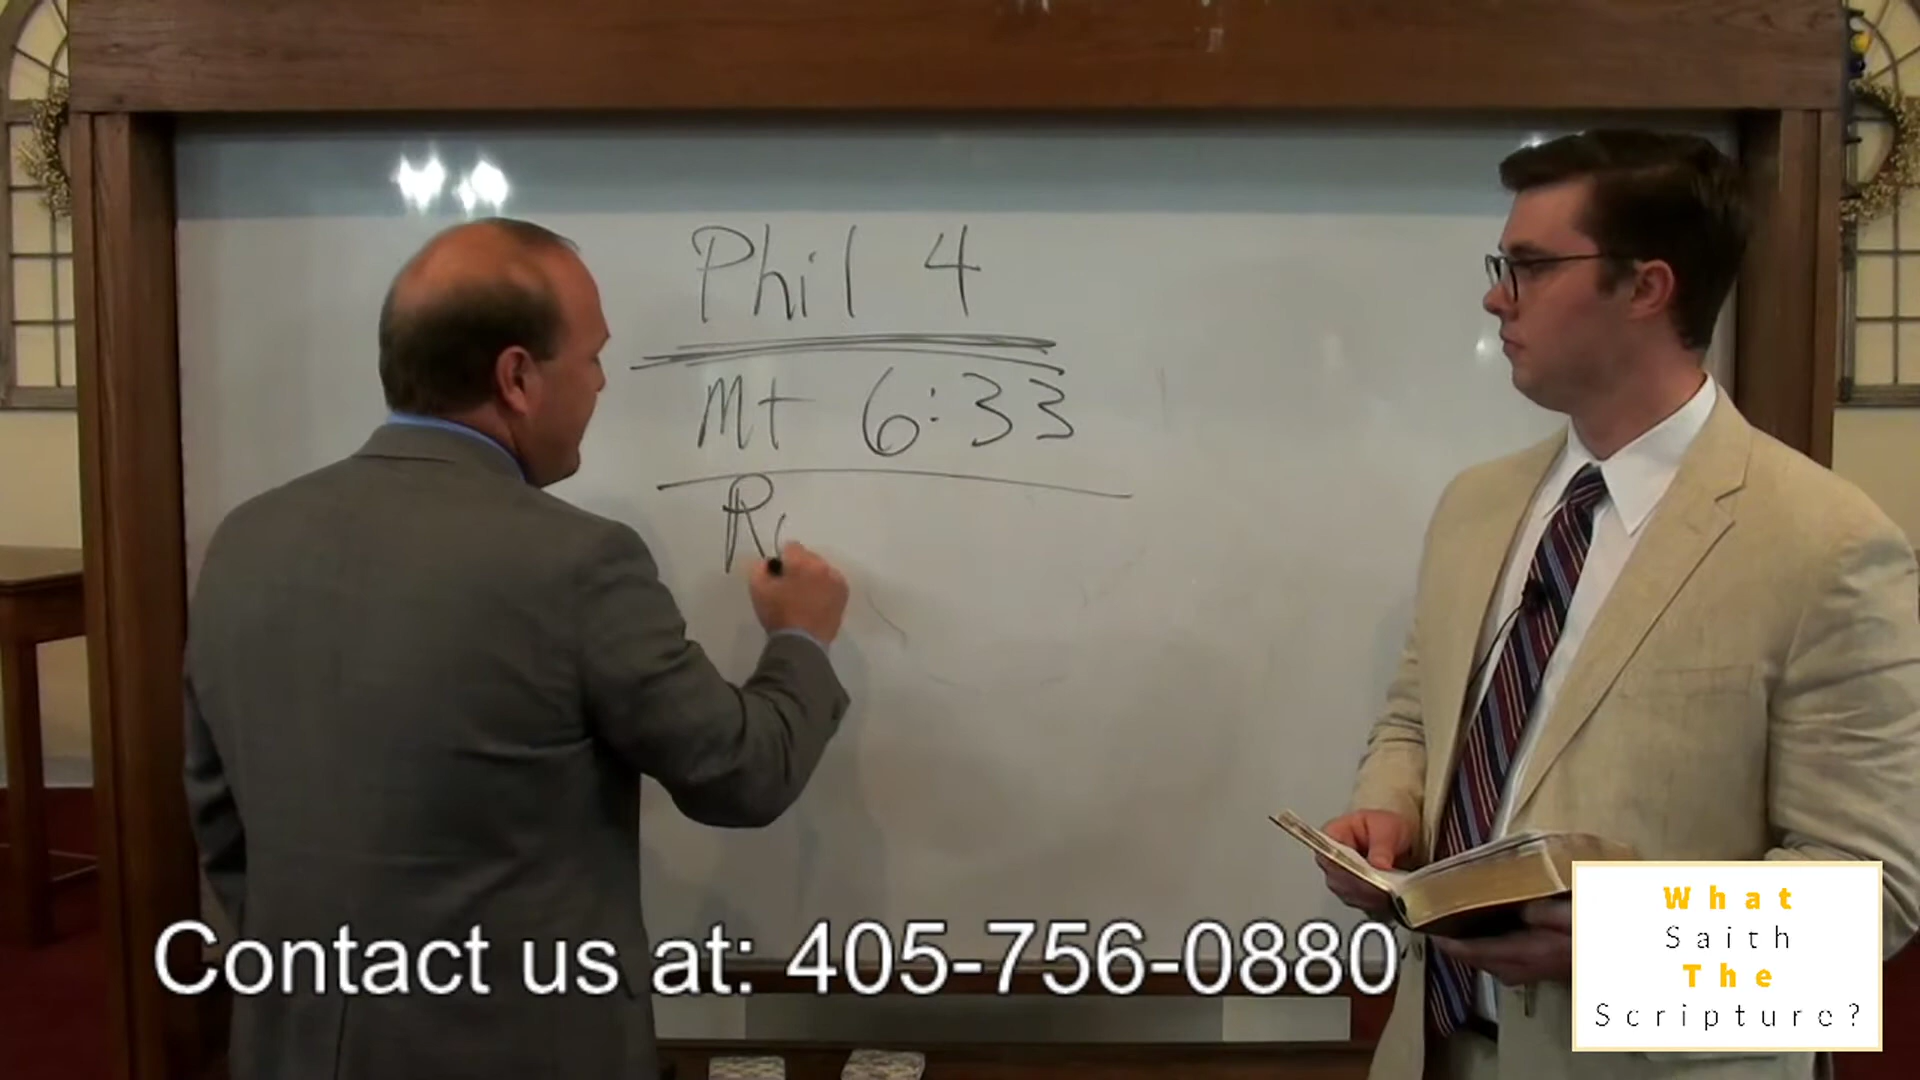 Phil 4
Mt 6:33
R
Contact us at: 405-756-0880
What
Saith
The
Scripture?